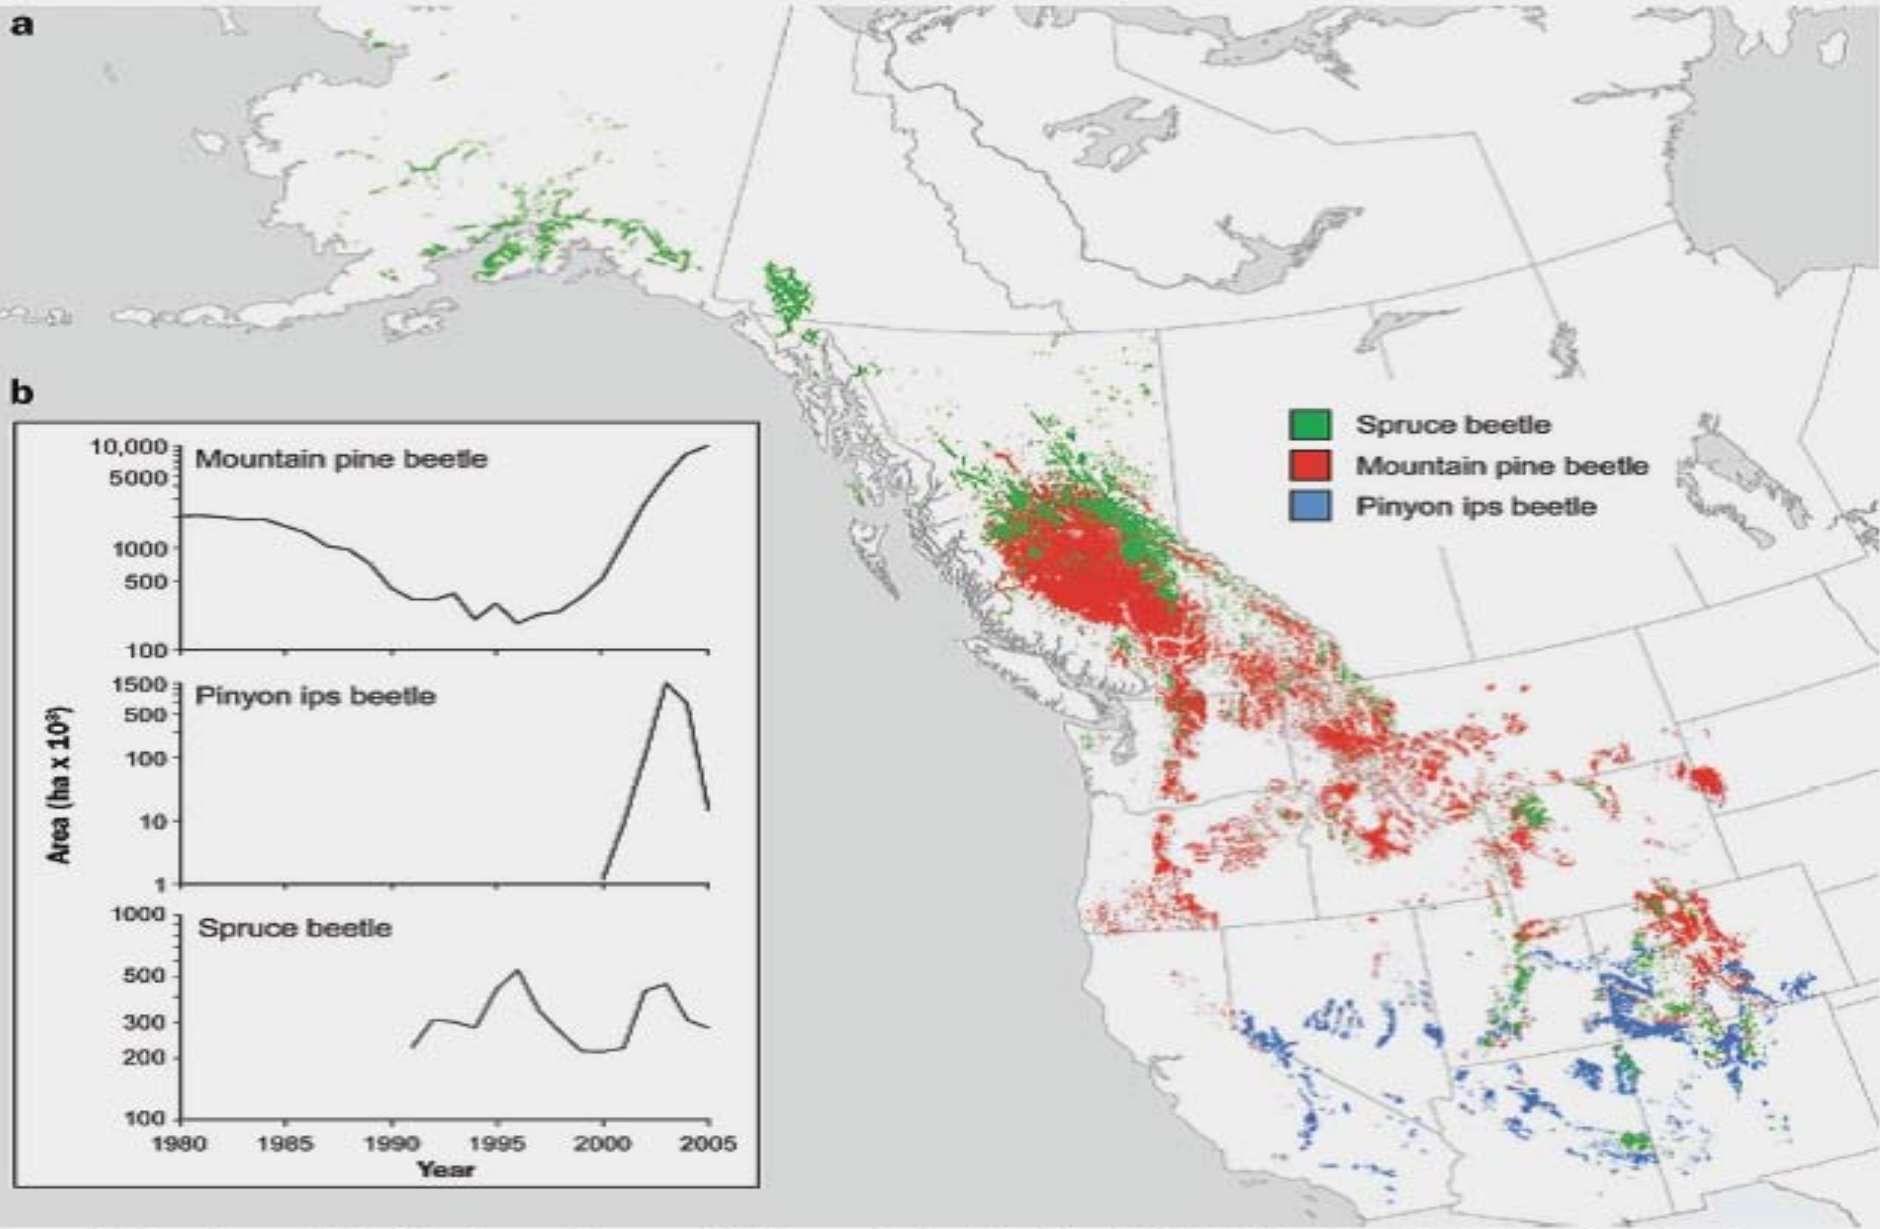 a
Spruce beetle
Mountain pine beetle
Pinyon ips beetle
b
Area (ha x 10³)
Mountain pine beetle
10,000
5000
1000
500
100
Pinyon ips beetle
1500
500
100
10
1
Spruce beetle
1000
500
300
200
100
1980 1985 1990 1995 2000 2005
Year